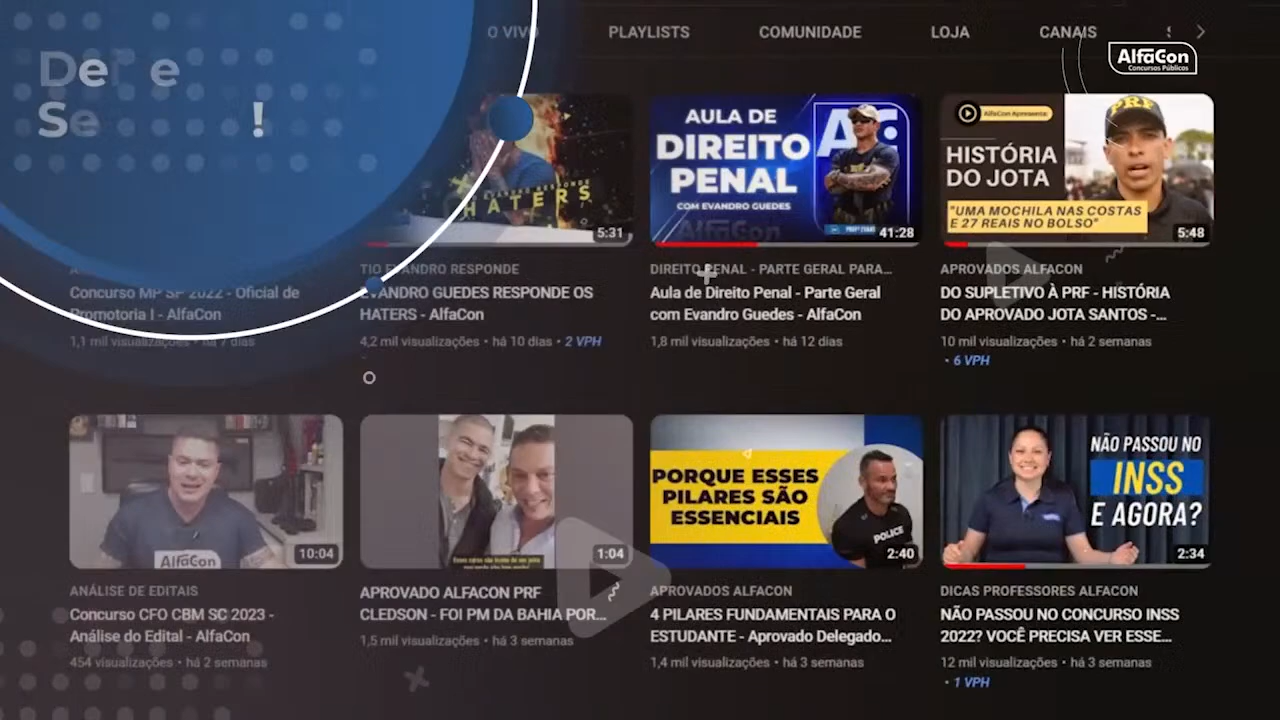 O VIVO
PLAYLISTS
COMUNIDADE
LOJA
CANAIS
AlfaCon
Concursos Públicos
De e
Se !
EVANDRO RESPONDE
HATERS
5:31
AULA DE
DIREITO
PENAL
COM EVANDRO GUEDES
41:28
AlfaCon Apresenta:
HISTÓRIA
DO JOTA
"UMA MOCHILA NAS COSTAS
E 27 REAIS NO BOLSO"
PRF
5:48
Concurso MP SP 2022 - Oficial de
Promotoria I - AlfaCon
1,1 mil visualizações • há 7 dias
TIO EVANDRO RESPONDE
EVANDRO GUEDES RESPONDE OS
HATERS - AlfaCon
4,2 mil visualizações • há 10 dias • 2 VPH
DIREITO PENAL - PARTE GERAL PARA...
Aula de Direito Penal - Parte Geral
com Evandro Guedes - AlfaCon
1,8 mil visualizações • há 12 dias
APROVADOS ALFACON
DO SUPLETIVO À PRF - HISTÓRIA
DO APROVADO JOTA SANTOS -...
10 mil visualizações • há 2 semanas
• 6 VPH
AlfaCon
10:04
1:04
PORQUE ESSES
PILARES SÃO
ESSENCIAIS
POLICE
2:40
NÃO PASSOU NO
INSS
E AGORA?
2:34
ANÁLISE DE EDITAIS
Concurso CFO CBM SC 2023 -
Análise do Edital - AlfaCon
454 visualizações • há 2 semanas
APROVADO ALFACON PRF
CLEDSON - FOI PM DA BAHIA POR...
1,5 mil visualizações • há 3 semanas
APROVADOS ALFACON
4 PILARES FUNDAMENTAIS PARA O
ESTUDANTE - Aprovado Delegado...
1,4 mil visualizações • há 3 semanas
DICAS PROFESSORES ALFACON
NÃO PASSOU NO CONCURSO INSS
2022? VOCÊ PRECISA VER ESSE...
12 mil visualizações • há 3 semanas
• 1 VPH